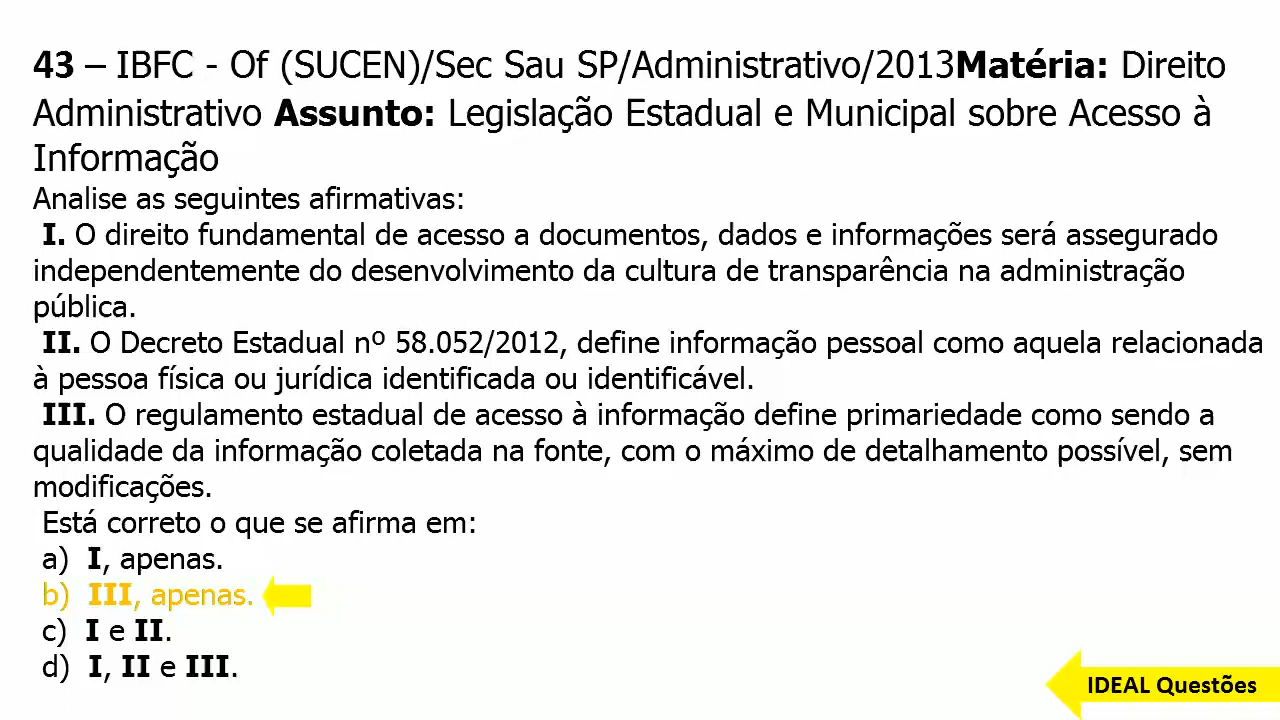 43 – IBFC - Of (SUCEN)/Sec Sau SP/Administrativo/2013Matéria: Direito
Administrativo Assunto: Legislação Estadual e Municipal sobre Acesso à
Informação
Analise as seguintes afirmativas:
I. O direito fundamental de acesso a documentos, dados e informações será assegurado
independentemente do desenvolvimento da cultura de transparência na administração
pública.
II. O Decreto Estadual nº 58.052/2012, define informação pessoal como aquela relacionada
à pessoa física ou jurídica identificada ou identificável.
III. O regulamento estadual de acesso à informação define primariedade como sendo a
qualidade da informação coletada na fonte, com o máximo de detalhamento possível, sem
modificações.
Está correto o que se afirma em:
a) I, apenas.
b) III, apenas.
c) I e II.
d) I, II e III.
IDEAL Questões